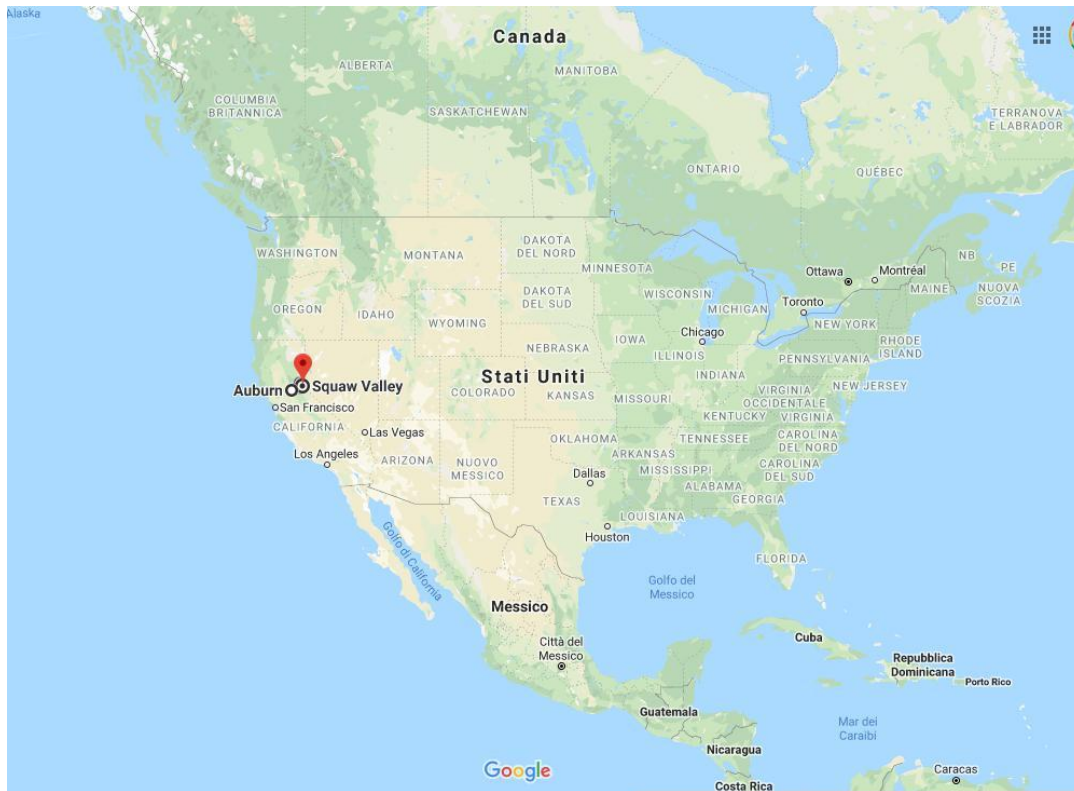 Alaska
Canada
ALBERTA
MANITOBA
COLUMBIA
BRITANNICA
SASKATCHEWAN
TERRANOVA
E LABRADOR
ONTARIO
QUÉBEC
WASHINGTON
MONTANA
DAKOTA
DEL NORD
MINNESOTA
NB
PE
Ottawa
Montréal
MAINE
NUOVA
SCOZIA
OREGON
IDAHO
DAKOTA
DEL SUD
WISCONSIN
MICHIGAN
Toronto
WYOMING
NEW YORK
Chicago
IOWA
RHODE
ISLAND
NEBRASKA
ILLINOIS
PENNSYLVANIA
Auburn
Squaw Valley
Stati Uniti
INDIANA
COLORADO
KANSAS
MISSOURI
VIRGINIA
OCCIDENTALE
NEW JERSEY
San Francisco
KENTUCKY
VIRGINIA
CALIFORNIA
Las Vegas
OKLAHOMA
TENNESSEE
CAROLINA
DEL NORD
Los Angeles
ARIZONA
NUOVO
MESSICO
ARKANSAS
MISSISSIPPI
CAROLINA
DEL SUD
Dallas
ALABAMA
GEORGIA
TEXAS
LOUISIANA
Houston
Golfo di California
FLORIDA
Golfo del
Messico
Messico
Città del
Messico
Cuba
Repubblica
Dominicana
Porto Rico
Guatemala
Mar dei
Caraibi
Nicaragua
Google
Caracas
Costa Rica